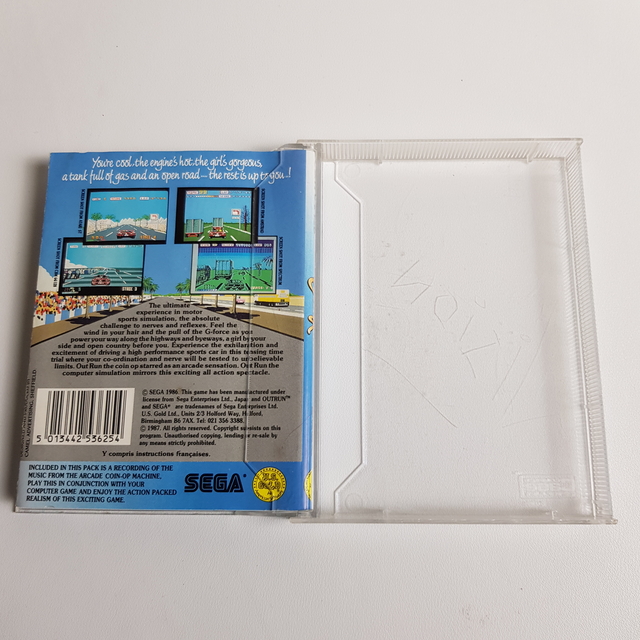 You're cool, the engine's hot, the girl's gorgeous,
a tank full of gas and an open road — the rest is up to you..!
The ultimate
experience in motor
sports simulation, the absolute
challenge to nerves and reflexes. Feel the
wind in your hair and the pull of the G-force as you
power your way along the highways and byeways, a girl by your
side and open country before you. Experience the exhilaration and
excitement of driving a high performance sports car in this testing time
trial where your co-ordination and nerve will be tested to unbelievable
limits. Out Run the coin op starred as an arcade sensation. Out Run the
computer simulation mirrors this exciting all action spectacle.
© SEGA 1986. This game has been manufactured under
license from Sega Enterprises Ltd., Japan and OUTRUN™
and SEGA® are trademarks of Sega Enterprises Ltd.
U.S. Gold Ltd., Units 2/3 Holford Way, Holford,
Birmingham B6 7AX. Tel: 021 356 3388.
© 1987. All rights reserved. Copyright subsists on this
program. Unauthorised copying, lending or re-sale by
any means strictly prohibited.
5 013442 536254
Y compris instructions françaises.
INCLUDED IN THIS PACK IS A RECORDING OF THE
MUSIC FROM THE ARCADE COIN-OP MACHINE.
PLAY THIS IN CONJUNCTION WITH YOUR
COMPUTER GAME AND ENJOY THE ACTION PACKED
REALISM OF THIS EXCITING GAME.
SEGA
U.S.
GOLD